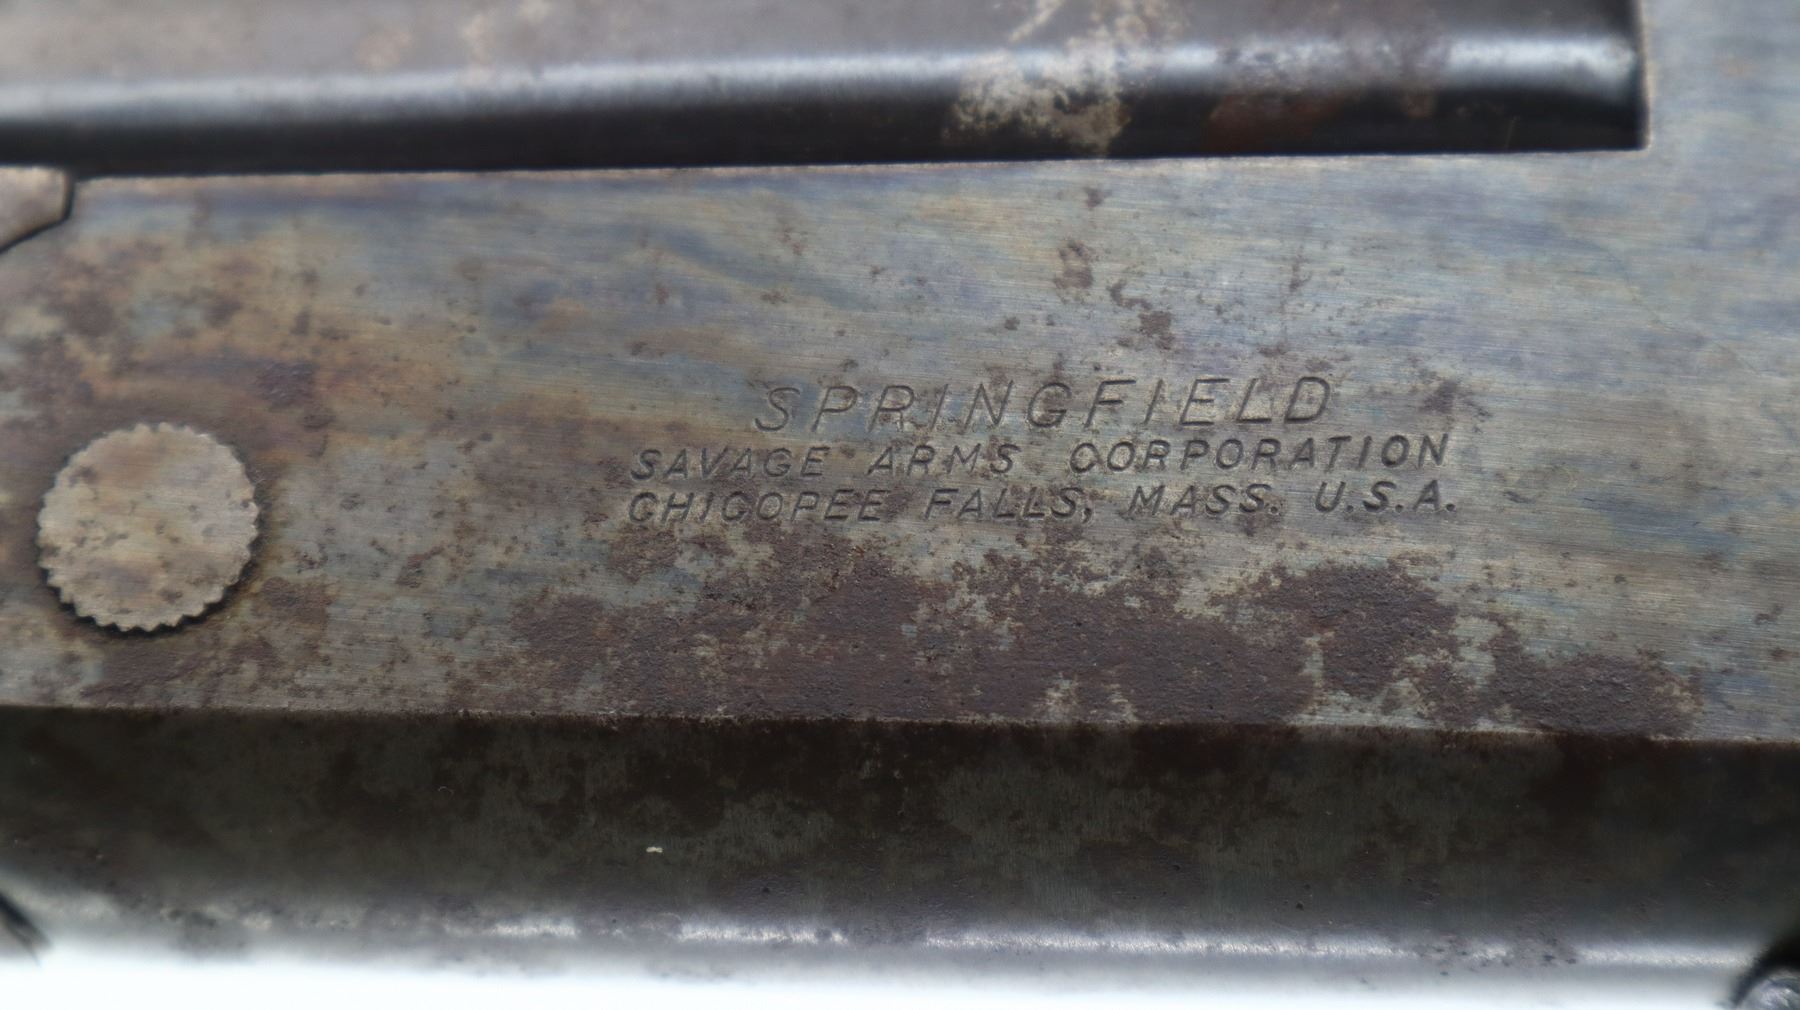 SPRINGFIELD
SAVAGE ARMS CORPORATION
CHICOPEE FALLS, MASS. U.S.A.